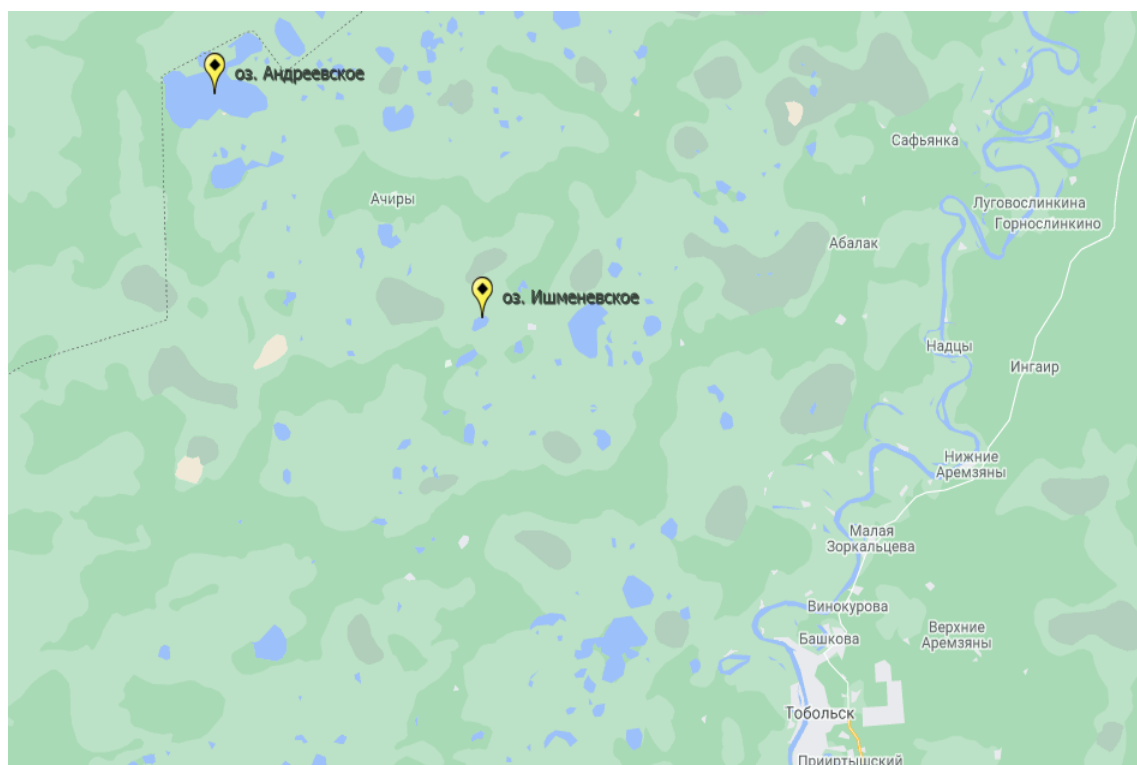 оз. Андреевское
Сафьянка
Ачиры
Луговослинкина
Горнослинкино
Абалак
оз. Ишменевское
Надцы
Ингаир
Нижние
Аремзяны
Малая
Зоркальцева
Винокурова
Верхние
Аремзяны
Башкова
Тобольск
Прииртышский